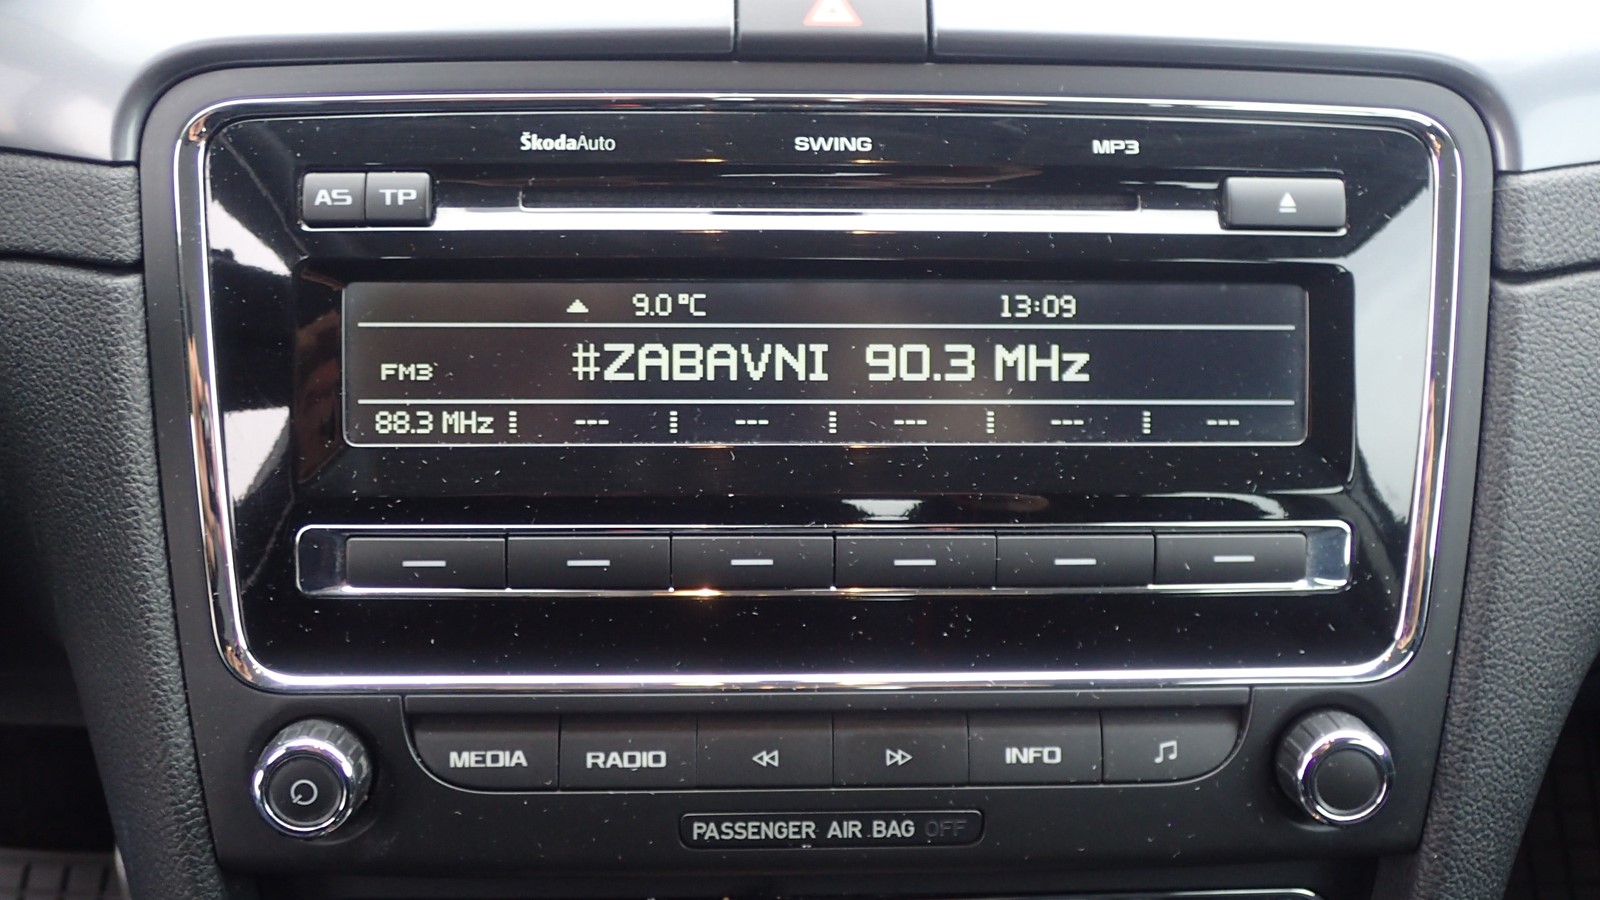 ŠkodaAuto SWING MP3
AS TP
9.0°C 13:09
FM3 #ZABAVNI 90.3 MHz
88.3 MHz --- --- --- --- ---
MEDIA RADIO INFO
PASSENGER AIR BAG OFF